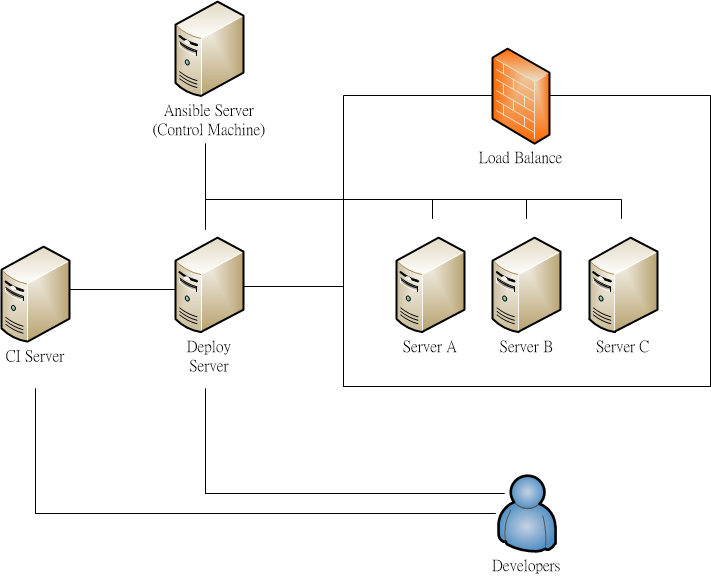 Ansible Server
(Control Machine)
Load Balance
CI Server
Deploy
Server
Server A
Server B
Server C
Developers